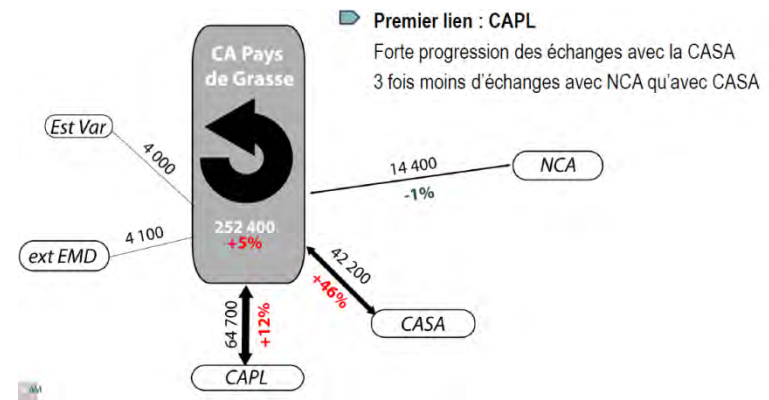 Premier lien : CAPL
Forte progression des échanges avec la CASA
3 fois moins d'échanges avec NCA qu'avec CASA
CA Pays
de Grasse
Est Var
4 000
14 400
-1%
NCA
252 400
+5%
4 100
ext EMD
42 200
+46%
64 700
+12%
CASA
CAPL